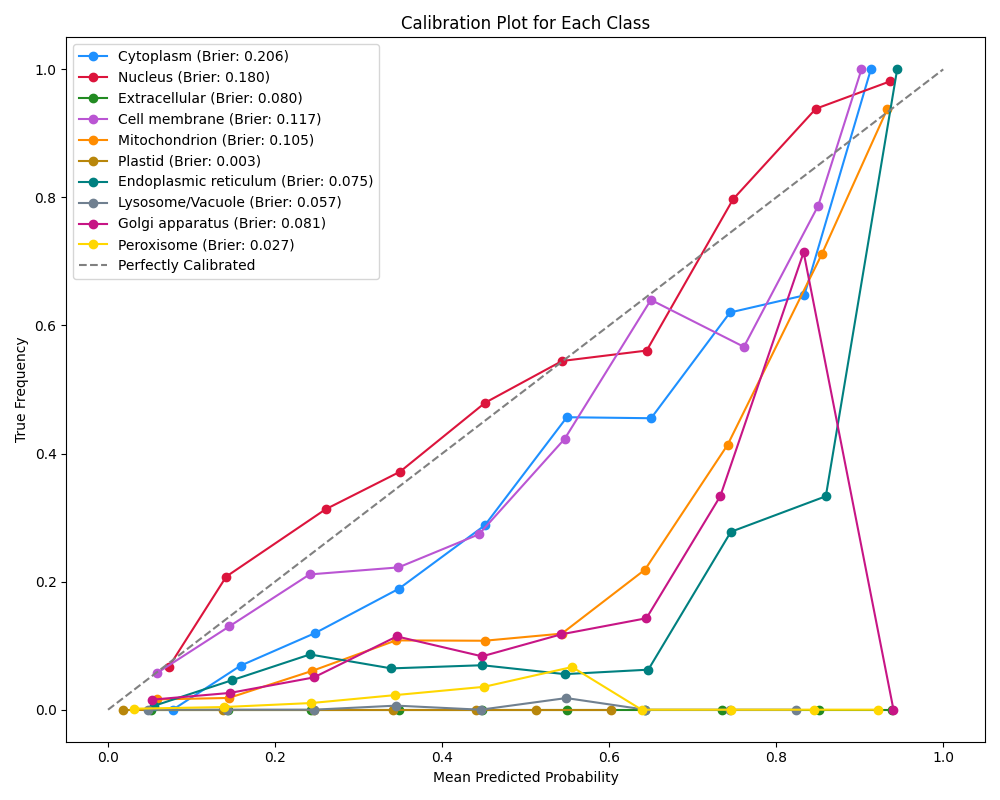 Calibration Plot for Each Class
Cytoplasm (Brier: 0.206)
Nucleus (Brier: 0.180)
Extracellular (Brier: 0.080)
Cell membrane (Brier: 0.117)
Mitochondrion (Brier: 0.105)
Plastid (Brier: 0.003)
Endoplasmic reticulum (Brier: 0.075)
Lysosome/Vacuole (Brier: 0.057)
Golgi apparatus (Brier: 0.081)
Peroxisome (Brier: 0.027)
Perfectly Calibrated
True Frequency
1.0
0.8
0.6
0.4
0.2
0.0
0.0 0.2 0.4 0.6 0.8 1.0
Mean Predicted Probability